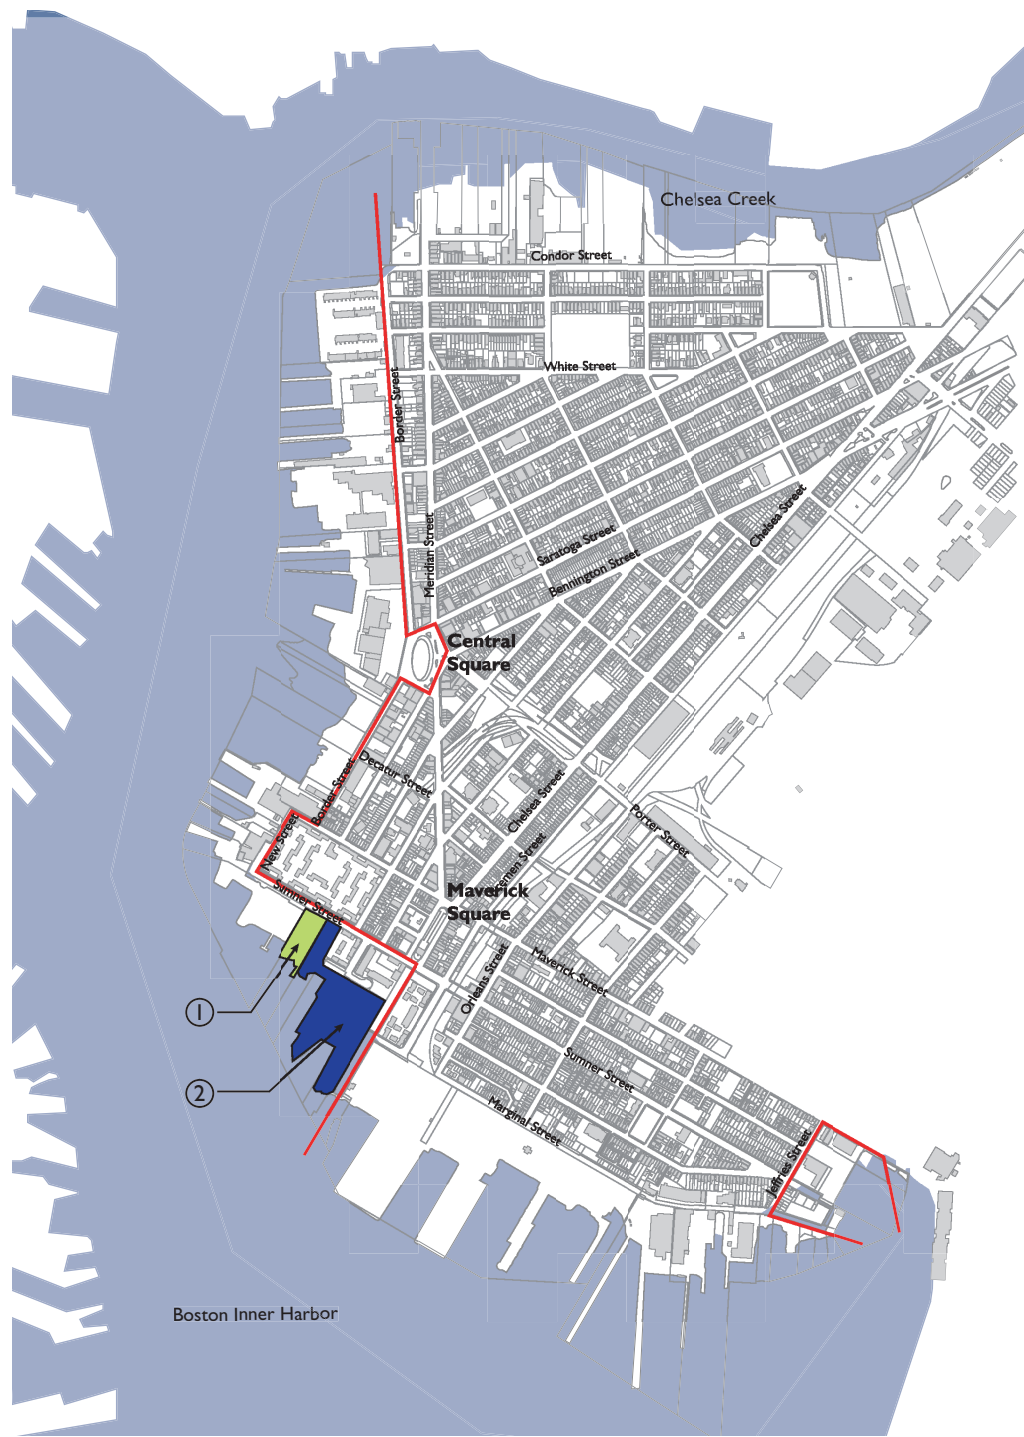 Chelsea Creek
Condor Street
White Street
Border Street
Meridian Street
Saratoga Street
Bennington Street
Chelsea Street
Central
Square
Decatur Street
Border Street
New Street
Sumner Street
Chelsea Street
Porter Street
Maverick
Square
Orleans Street
Maverick Street
Sumner Street
Marginal Street
Jeffries Street
1
2
Boston Inner Harbor